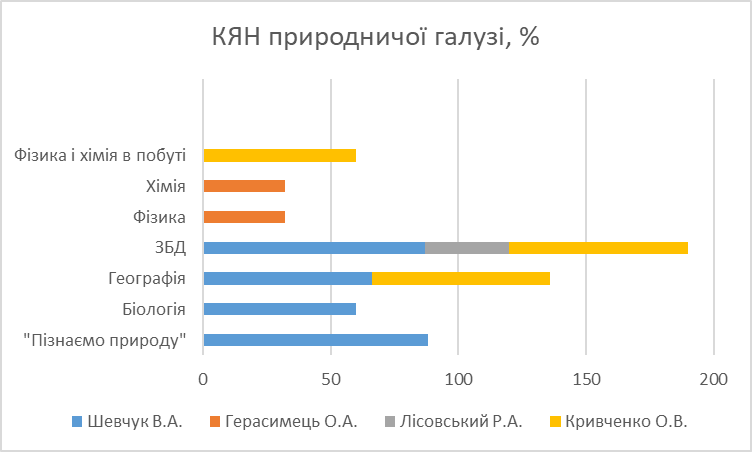 КЯН природничої галузі, %
Фізика і хімія в побуті
Хімія
Фізика
ЗБД
Географія
Біологія
"Пізнаємо природу"
0 50 100 150 200
Шевчук В.А. Герасимець О.А. Лісовський Р.А. Кривченко О.В.